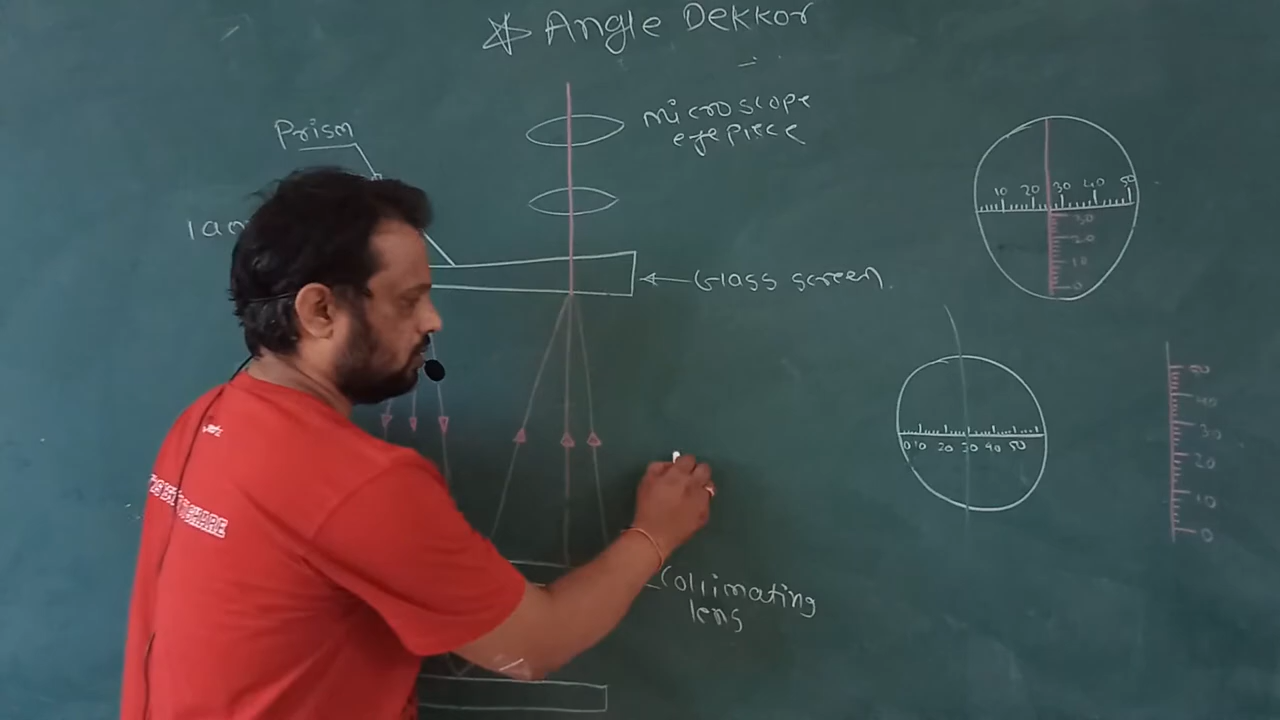 Angle Dekkor
microscope
eyepiece
Prism
Glass screen.
Collimating
lens
10 20 30 40 50
30
20
10
0
0 10 20 30 40 50
50
40
30
20
10
0